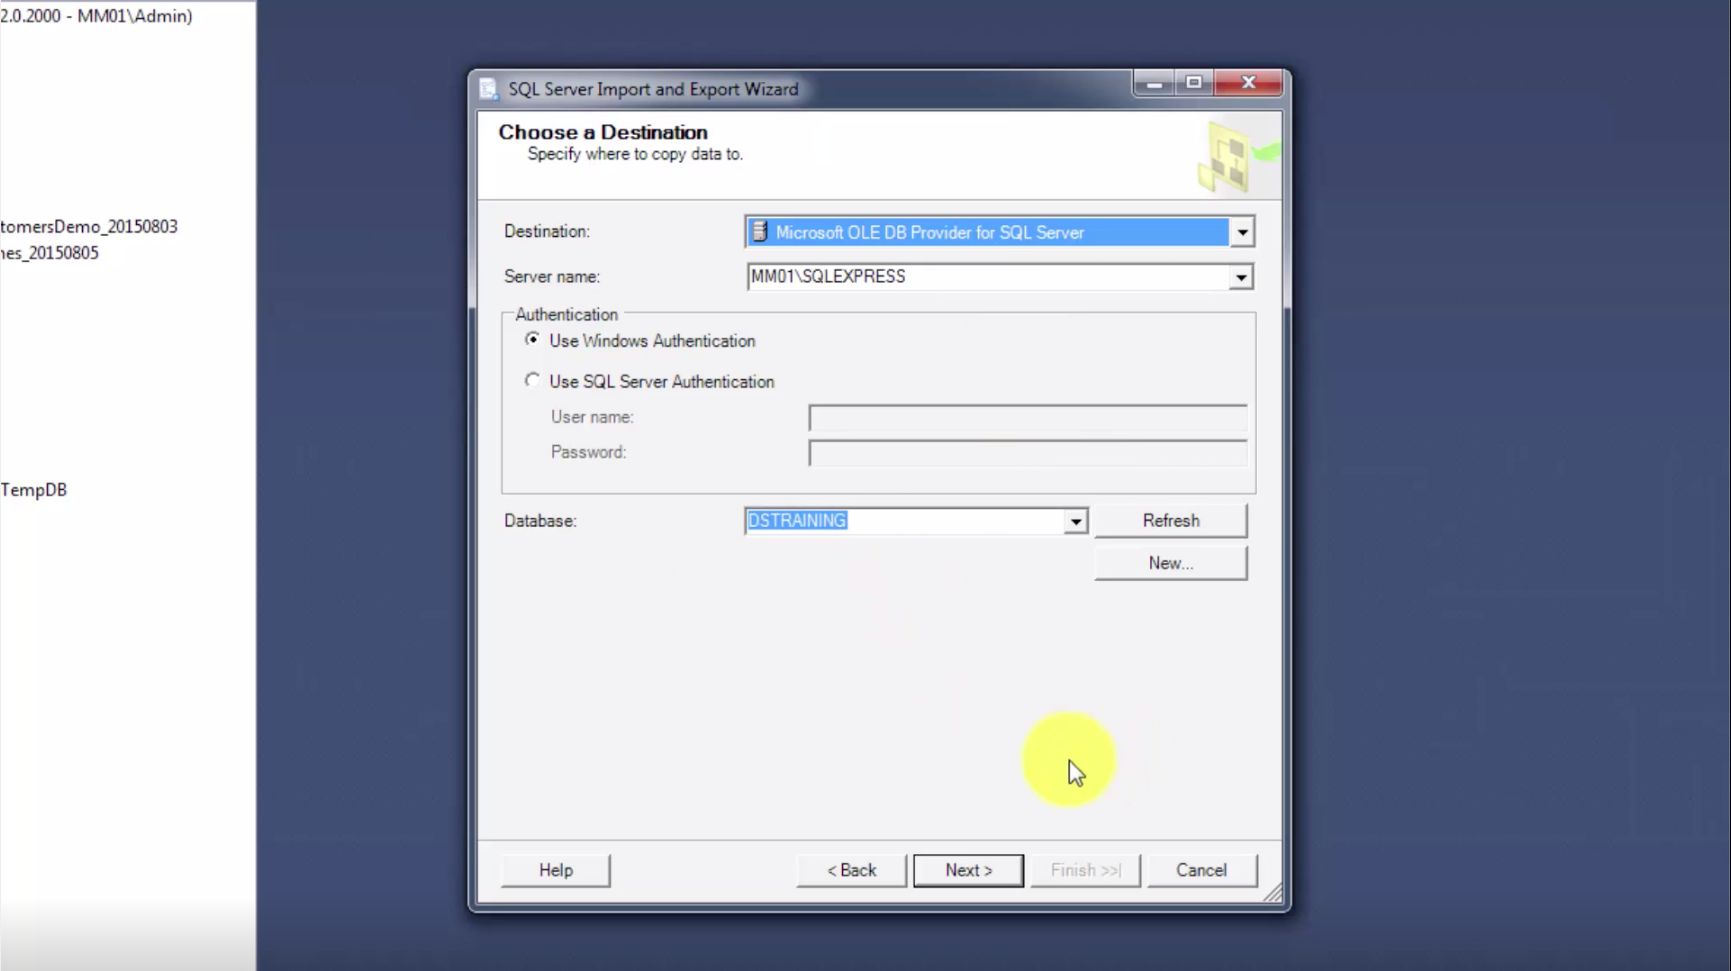 2.0.2000 - MM01\Admin)
tomersDemo_20150803
nes_20150805
TempDB
SQL Server Import and Export Wizard
Choose a Destination
Specify where to copy data to.
Destination: Microsoft OLE DB Provider for SQL Server
Server name: MM01\SQLEXPRESS
Authentication
Use Windows Authentication
Use SQL Server Authentication
User name:
Password:
Database: DSTRAINING Refresh
New...
Help < Back Next > Finish >>| Cancel